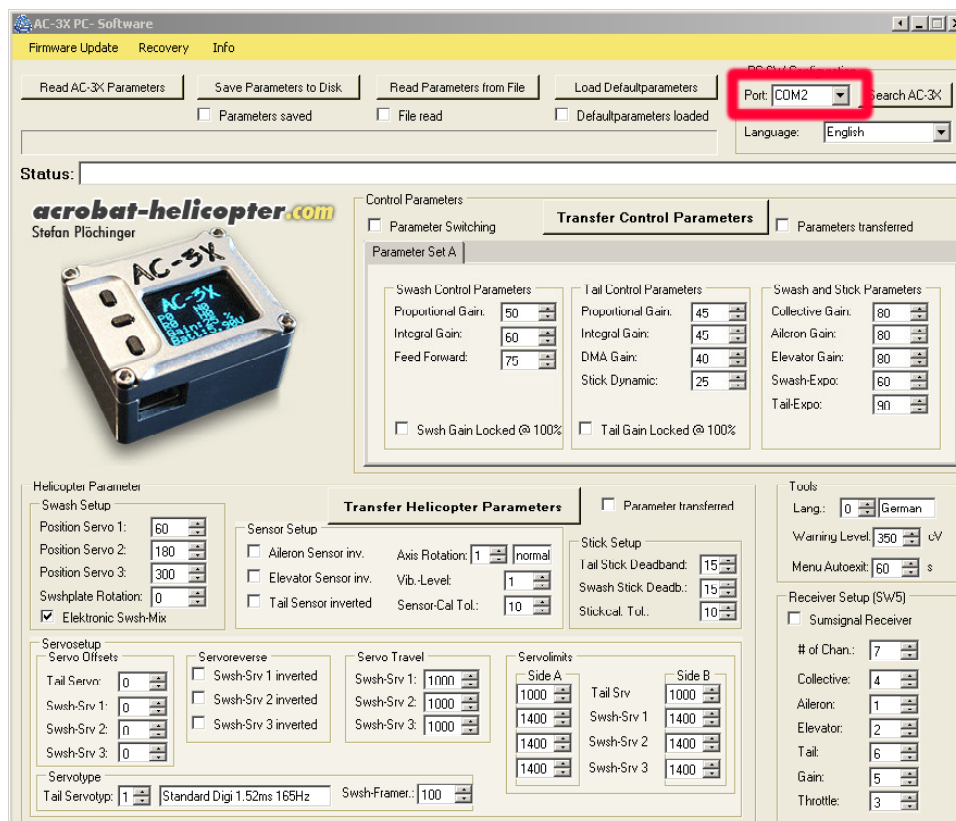 AC-3X PC- Software
Firmware Update Recovery Info
Read AC-3X Parameters Save Parameters to Disk Read Parameters from File Load Defaultparameters
Port: COM2 Search AC-3X
Parameters saved File read Defaultparameters loaded
Language: English
Status:
acrobat-helicopter.com
Stefan Plöchinger
AC-3X
AC-3X
Control Parameters
Parameter Switching Transfer Control Parameters Parameters transferred
Parameter Set A
Swash Control Parameters
Proportional Gain: 50
Integral Gain: 60
Feed Forward: 75
Swsh Gain Locked @ 100%
Tail Control Parameters
Proportional Gain: 45
Integral Gain: 45
DMA Gain: 40
Stick Dynamic: 25
Tail Gain Locked @ 100%
Swash and Stick Parameters
Collective Gain: 80
Aileron Gain: 80
Elevator Gain: 80
Swash-Expo: 60
Tail-Expo: 90
Helicopter Parameter
Transfer Helicopter Parameters Parameter transferred
Swash Setup
Position Servo 1: 60
Position Servo 2: 180
Position Servo 3: 300
Swshplate Rotation: 0
Elektronic Swsh-Mix
Sensor Setup
Aileron Sensor inv. Axis Rotation: 1 normal
Elevator Sensor inv. Vib.-Level: 1
Tail Sensor inverted Sensor-Cal Tol.: 10
Stick Setup
Tail Stick Deadband: 15
Swash Stick Deadb.: 15
Stickcal. Tol.: 10
Tools
Lang.: 0 German
Warning Level: 350 cV
Menu Autoexit: 60 s
Servosetup
Servo Offsets
Tail Servo: 0
Swsh-Srv 1: 0
Swsh-Srv 2: 0
Swsh-Srv 3: 0
Servoreverse
Swsh-Srv 1 inverted
Swsh-Srv 2 inverted
Swsh-Srv 3 inverted
Servo Travel
Swsh-Srv 1: 1000
Swsh-Srv 2: 1000
Swsh-Srv 3: 1000
Servolimits
Side A Side B
1000 Tail Srv 1000
1400 Swsh-Srv 1 1400
1400 Swsh-Srv 2 1400
1400 Swsh-Srv 3 1400
Servotype
Tail Servotyp: 1 Standard Digi 1.52ms 165Hz Swsh-Framer.: 100
Receiver Setup (SW5)
Sumsignal Receiver
# of Chan.: 7
Collective: 4
Aileron: 1
Elevator: 2
Tail: 6
Gain: 5
Throttle: 3